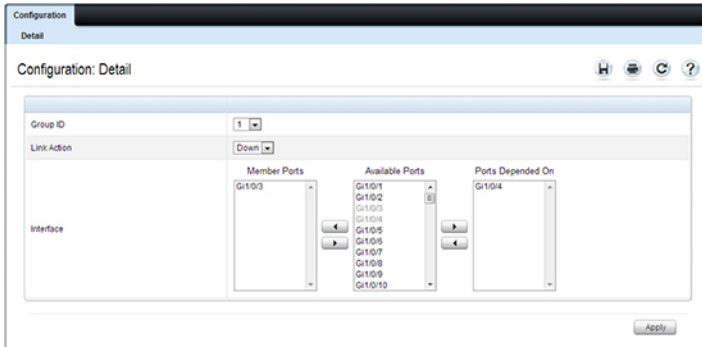 Configuration
Detail
Configuration: Detail
Group ID
1
Link Action
Down
Interface
Member Ports
Gi1/0/3
Available Ports
Gi1/0/1
Gi1/0/2
Gi1/0/3
Gi1/0/4
Gi1/0/5
Gi1/0/6
Gi1/0/7
Gi1/0/8
Gi1/0/9
Gi1/0/10
Ports Depended On
Gi1/0/4
Apply